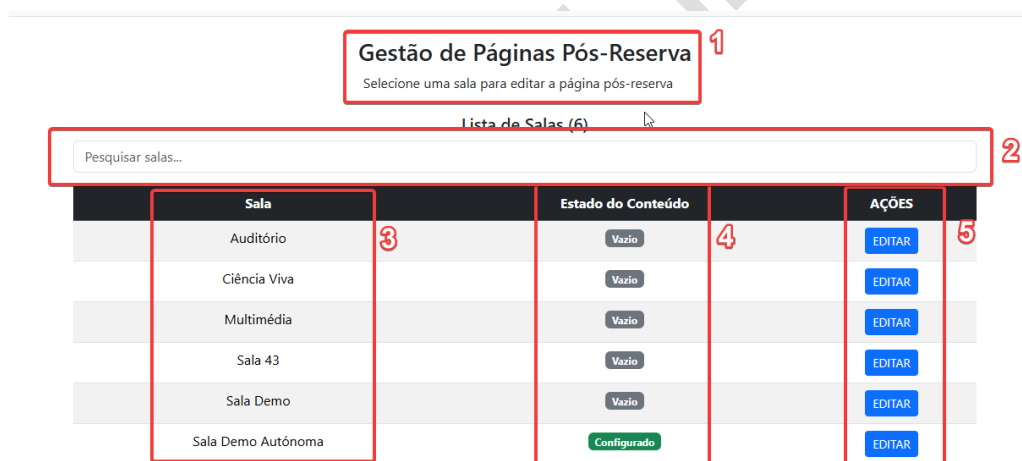 Gestão de Páginas Pós-Reserva 1
Selecione uma sala para editar a página pós-reserva
Lista de Salas (6)
Pesquisar salas... 2
Sala Estado do Conteúdo AÇÕES
3 4 5
Auditório Vazio EDITAR
Ciência Viva Vazio EDITAR
Multimédia Vazio EDITAR
Sala 43 Vazio EDITAR
Sala Demo Vazio EDITAR
Sala Demo Autónoma Configurado EDITAR